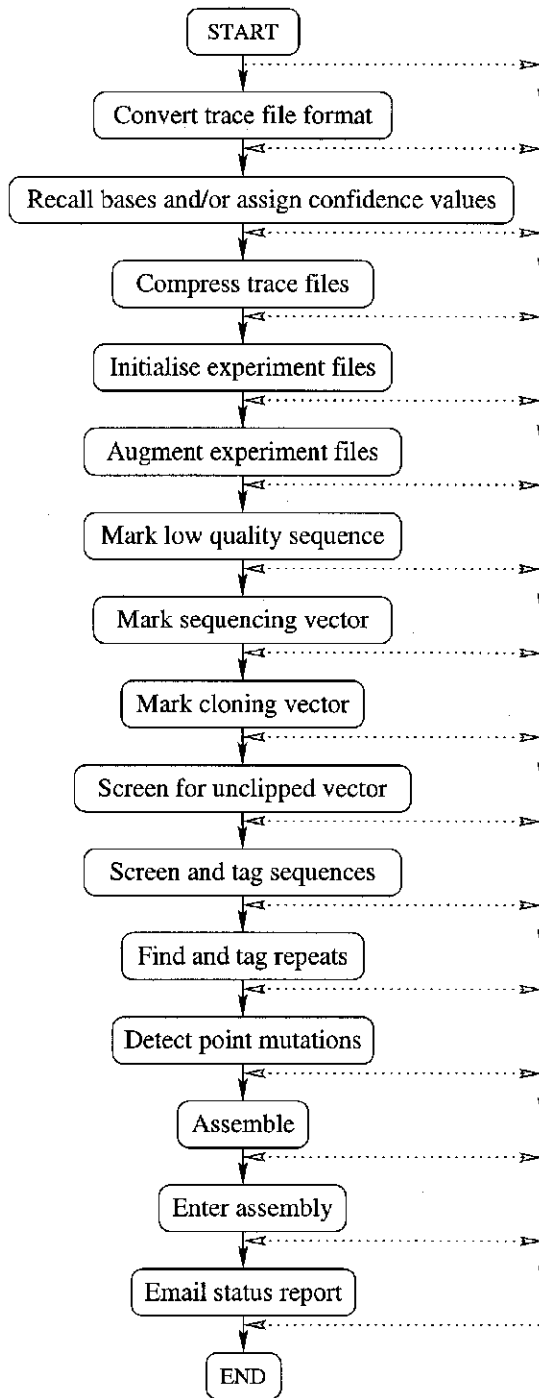 START
Convert trace file format
Recall bases and/or assign confidence values
Compress trace files
Initialise experiment files
Augment experiment files
Mark low quality sequence
Mark sequencing vector
Mark cloning vector
Screen for unclipped vector
Screen and tag sequences
Find and tag repeats
Detect point mutations
Assemble
Enter assembly
Email status report
END